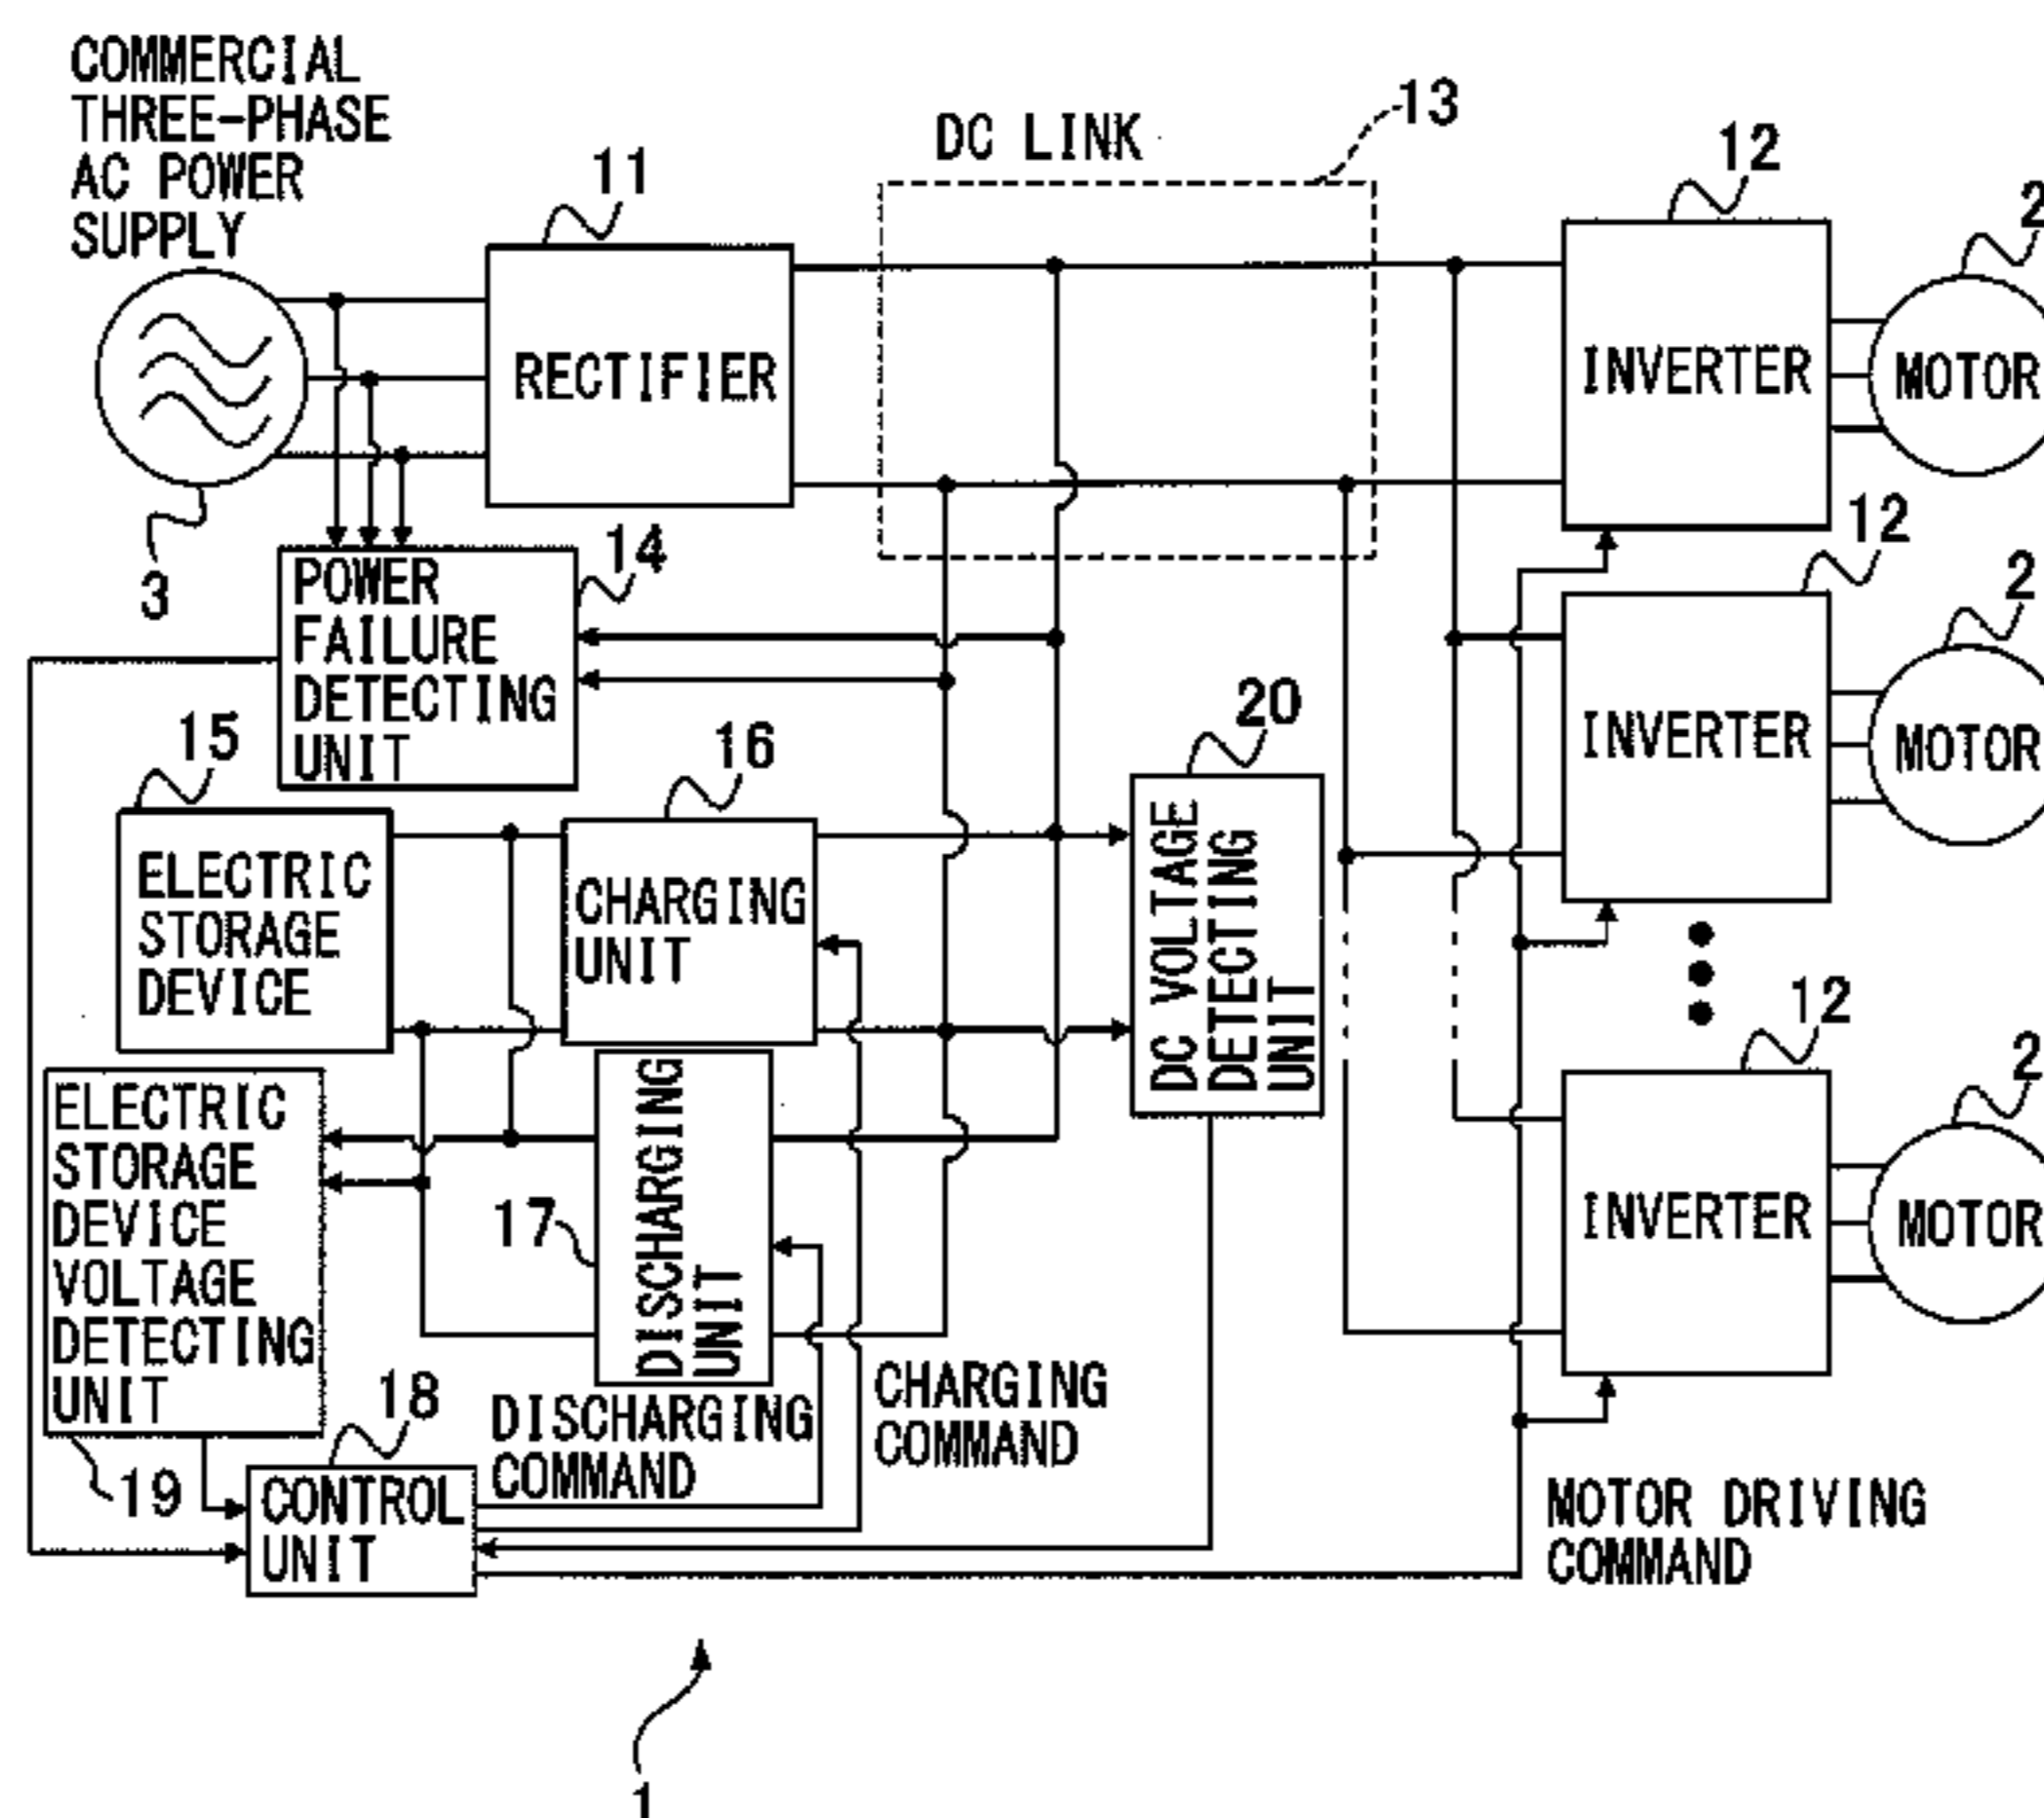 COMMERCIAL
THREE-PHASE
AC POWER
SUPPLY
3
11
RECTIFIER
DC LINK
13
12
INVERTER
2
MOTOR
14
POWER
FAILURE
DETECTING
UNIT
12
INVERTER
2
MOTOR
15
ELECTRIC
STORAGE
DEVICE
16
CHARGING
UNIT
20
DC VOLTAGE
DETECTING
UNIT
12
INVERTER
2
MOTOR
ELECTRIC
STORAGE
DEVICE
VOLTAGE
DETECTING
UNIT
19
17
DISCHARGING
UNIT
18
CONTROL
UNIT
DISCHARGING
COMMAND
CHARGING
COMMAND
MOTOR DRIVING
COMMAND
1